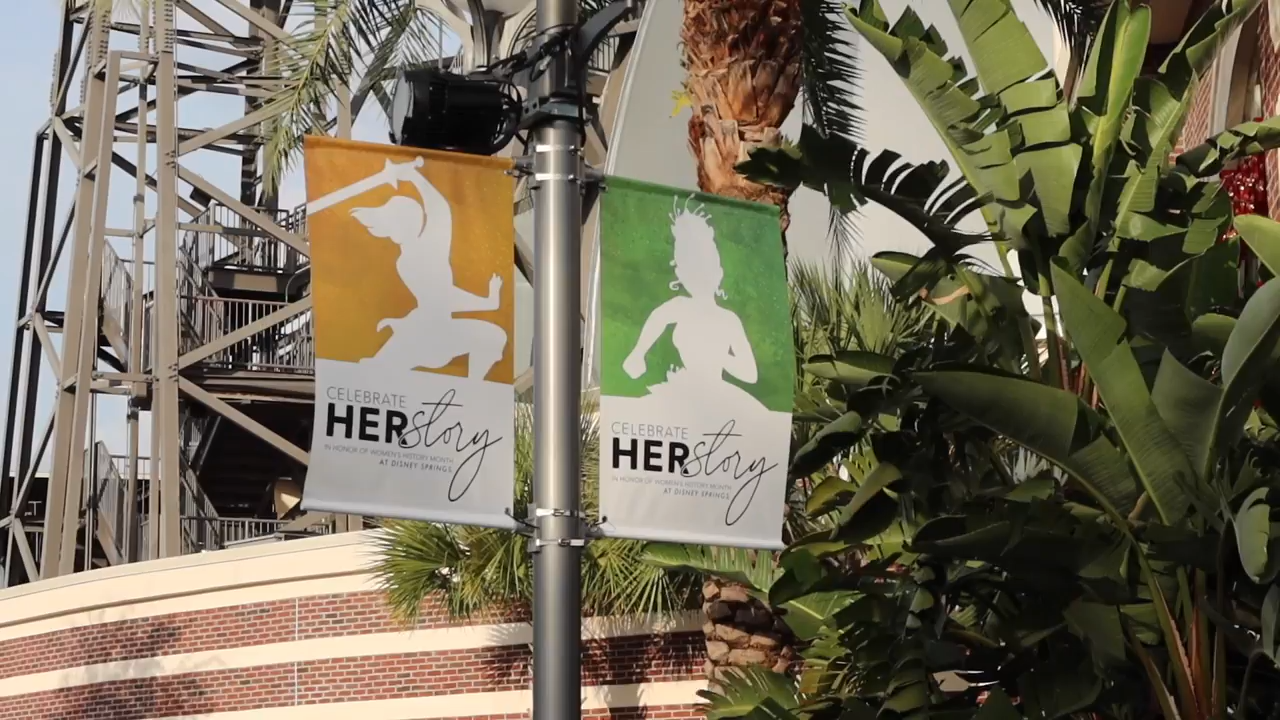 CELEBRATE
HERstory
IN HONOR OF WOMEN'S HISTORY MONTH
AT DISNEY SPRINGS
CELEBRATE
HERstory
IN HONOR OF WOMEN'S HISTORY MONTH
AT DISNEY SPRINGS